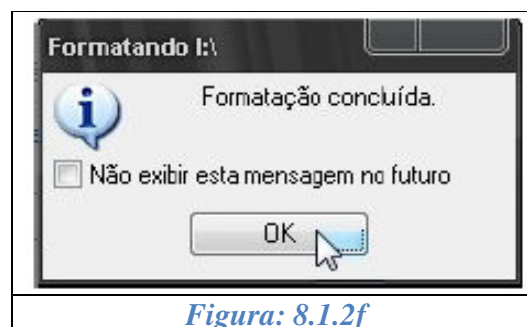 Formatando I:\
Formatação concluída.
Não exibir esta mensagem no futuro
OK
Figura: 8.1.2f